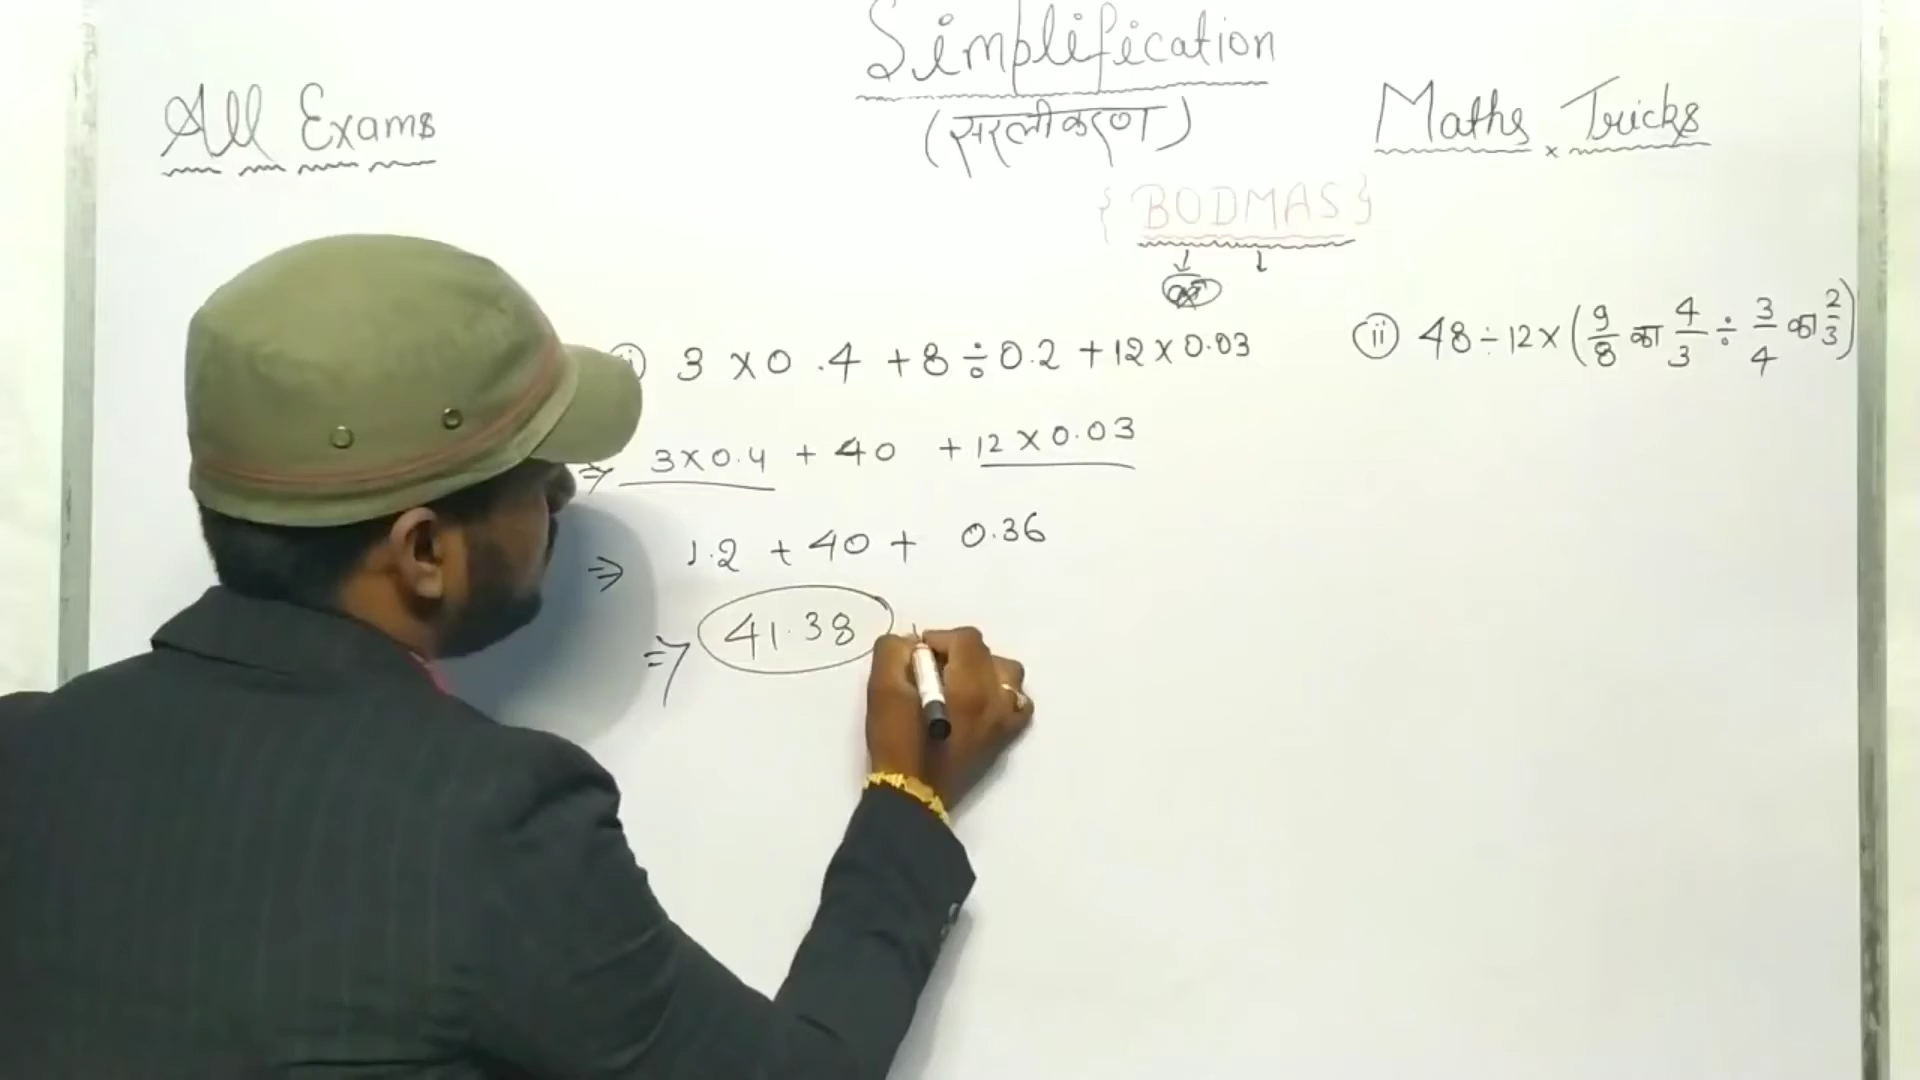 Simplification
(सरलीकरण)
All Exams
Maths × Tricks
{ BODMAS }
3 × 0.4 + 8 ÷ 0.2 + 12 × 0.03
⇒ 3×0.4 + 40 + 12 × 0.03
⇒ 1.2 + 40 + 0.36
⇒ 41.38
(ii) 48 ÷ 12 × (9/8 का 4/3 ÷ 3/4 का 2/3)